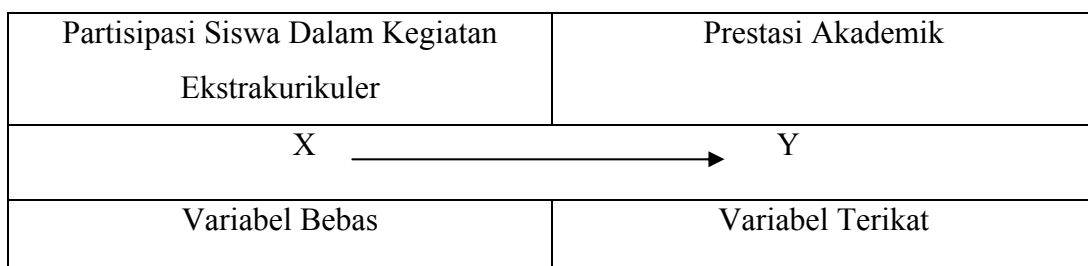 Partisipasi Siswa Dalam Kegiatan
Ekstrakurikuler
Prestasi Akademik
X Y
Variabel Bebas
Variabel Terikat